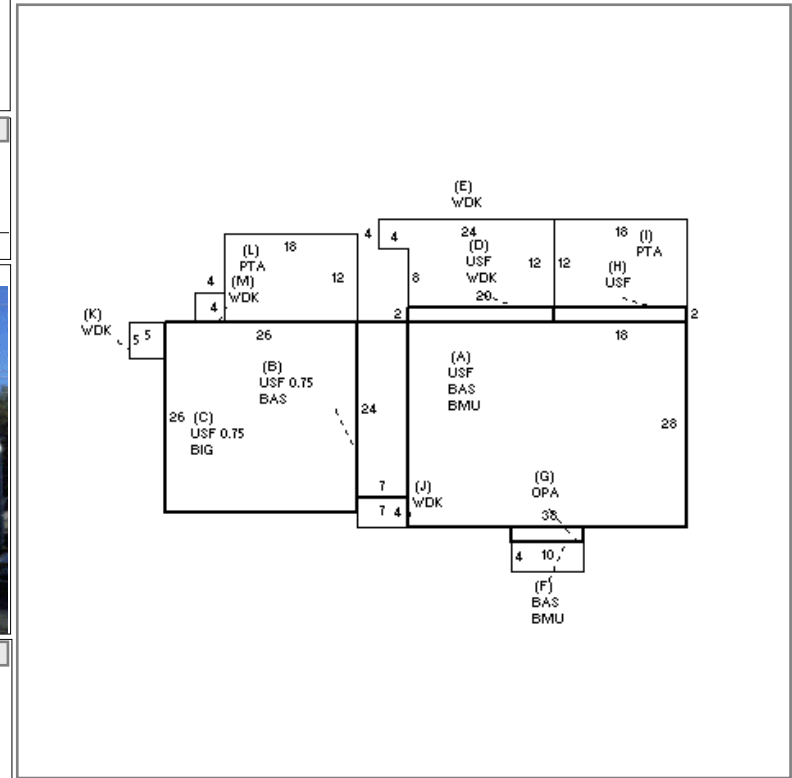 (E)
WDK
4
4
24
(D)
USF
WDK
20
12
12
18
(I)
PTA
(H)
USF
8
2
2
(L)
PTA
18
12
4
(M)
WDK
4
(K)
WDK
5
5
26
18
(B)
USF 0.75
BAS
(A)
USF
BAS
BMU
26
(C)
USF 0.75
BIG
24
28
7
(J)
WDK
7
4
(G)
OPA
38
4
10
(F)
BAS
BMU